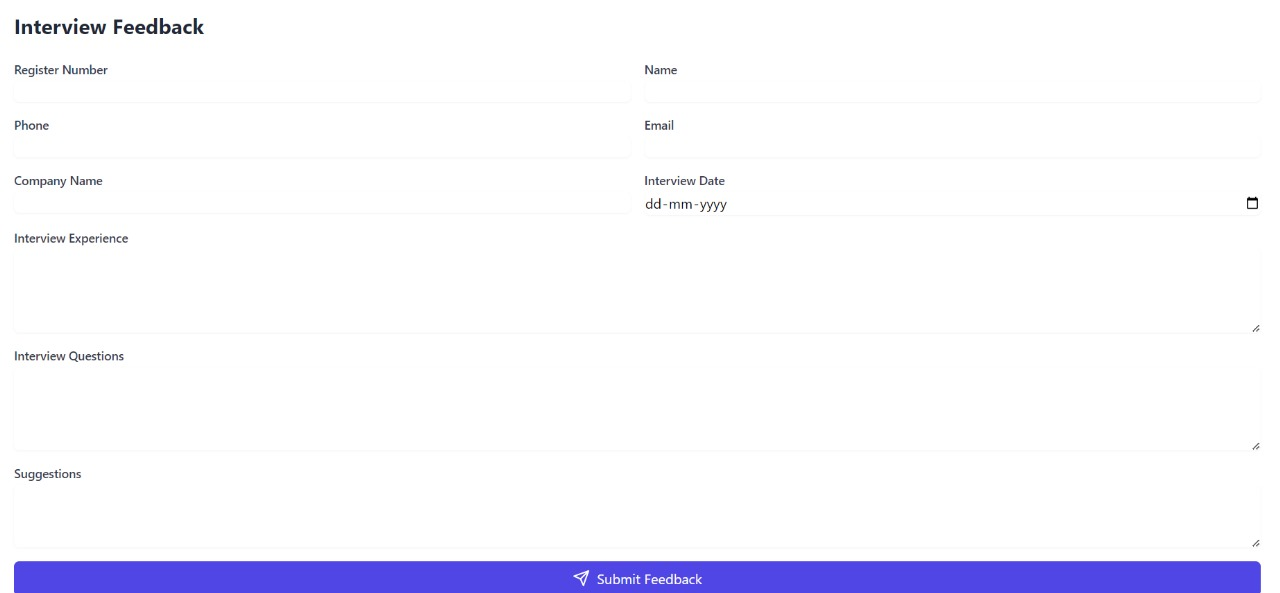 Interview Feedback
Register Number
Name
Phone
Email
Company Name
Interview Date
dd-mm-yyyy
Interview Experience
Interview Questions
Suggestions
Submit Feedback